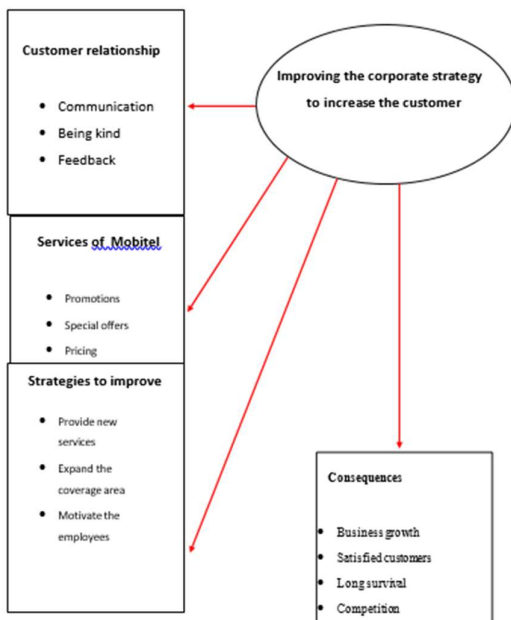 Customer relationship
• Communication
• Being kind
• Feedback
Improving the corporate strategy
to increase the customer
Services of Mobitel
• Promotions
• Special offers
• Pricing
Strategies to improve
• Provide new
services
• Expand the
coverage area
• Motivate the
employees
Consequences
• Business growth
• Satisfied customers
• Long survival
• Competition